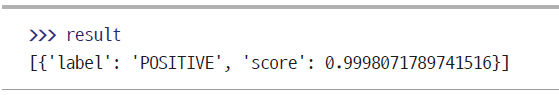 >>> result
[{'label': 'POSITIVE', 'score': 0.9998071789741516}]